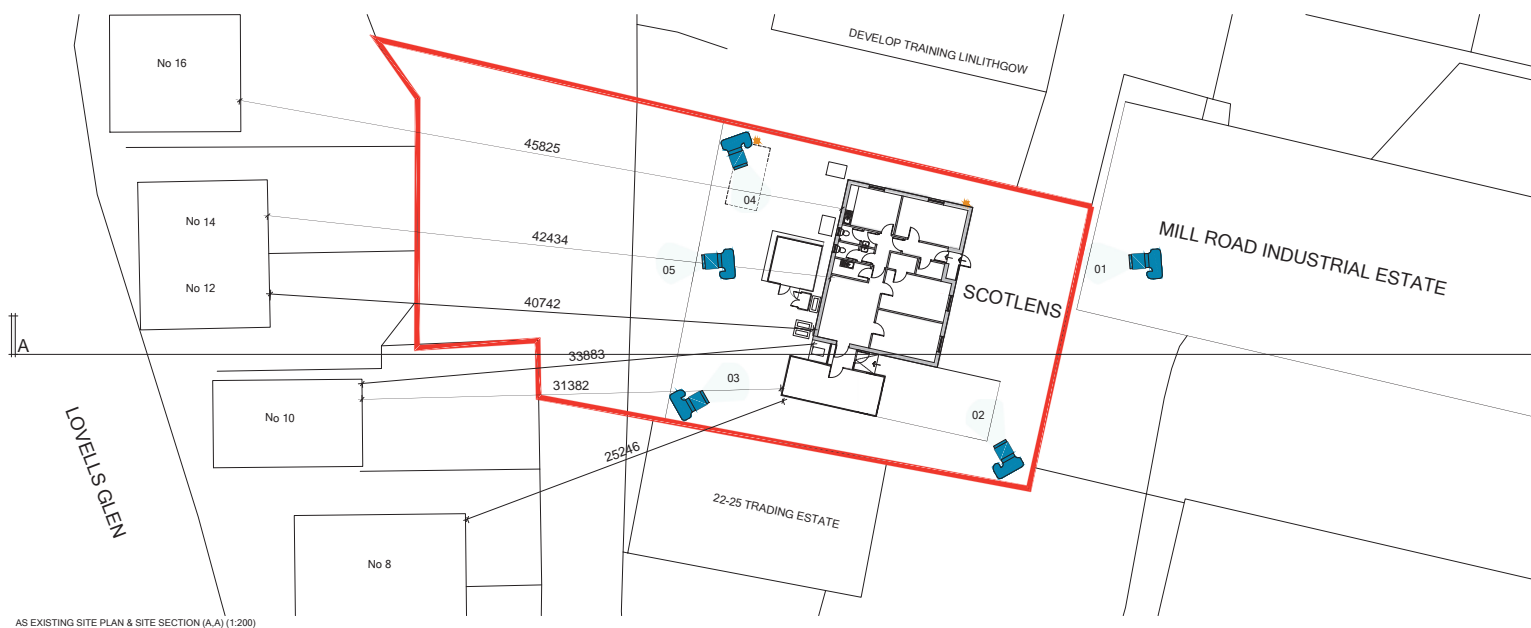 DEVELOP TRAINING LINLITHGOW
No 16
45825
No 14
04
42434
MILL ROAD INDUSTRIAL ESTATE
05
01
No 12
40742
SCOTLENS
A
33883
03
31382
No 10
02
LOVELLS GLEN
25246
22-25 TRADING ESTATE
No 8
AS EXISTING SITE PLAN & SITE SECTION (A,A) (1:200)